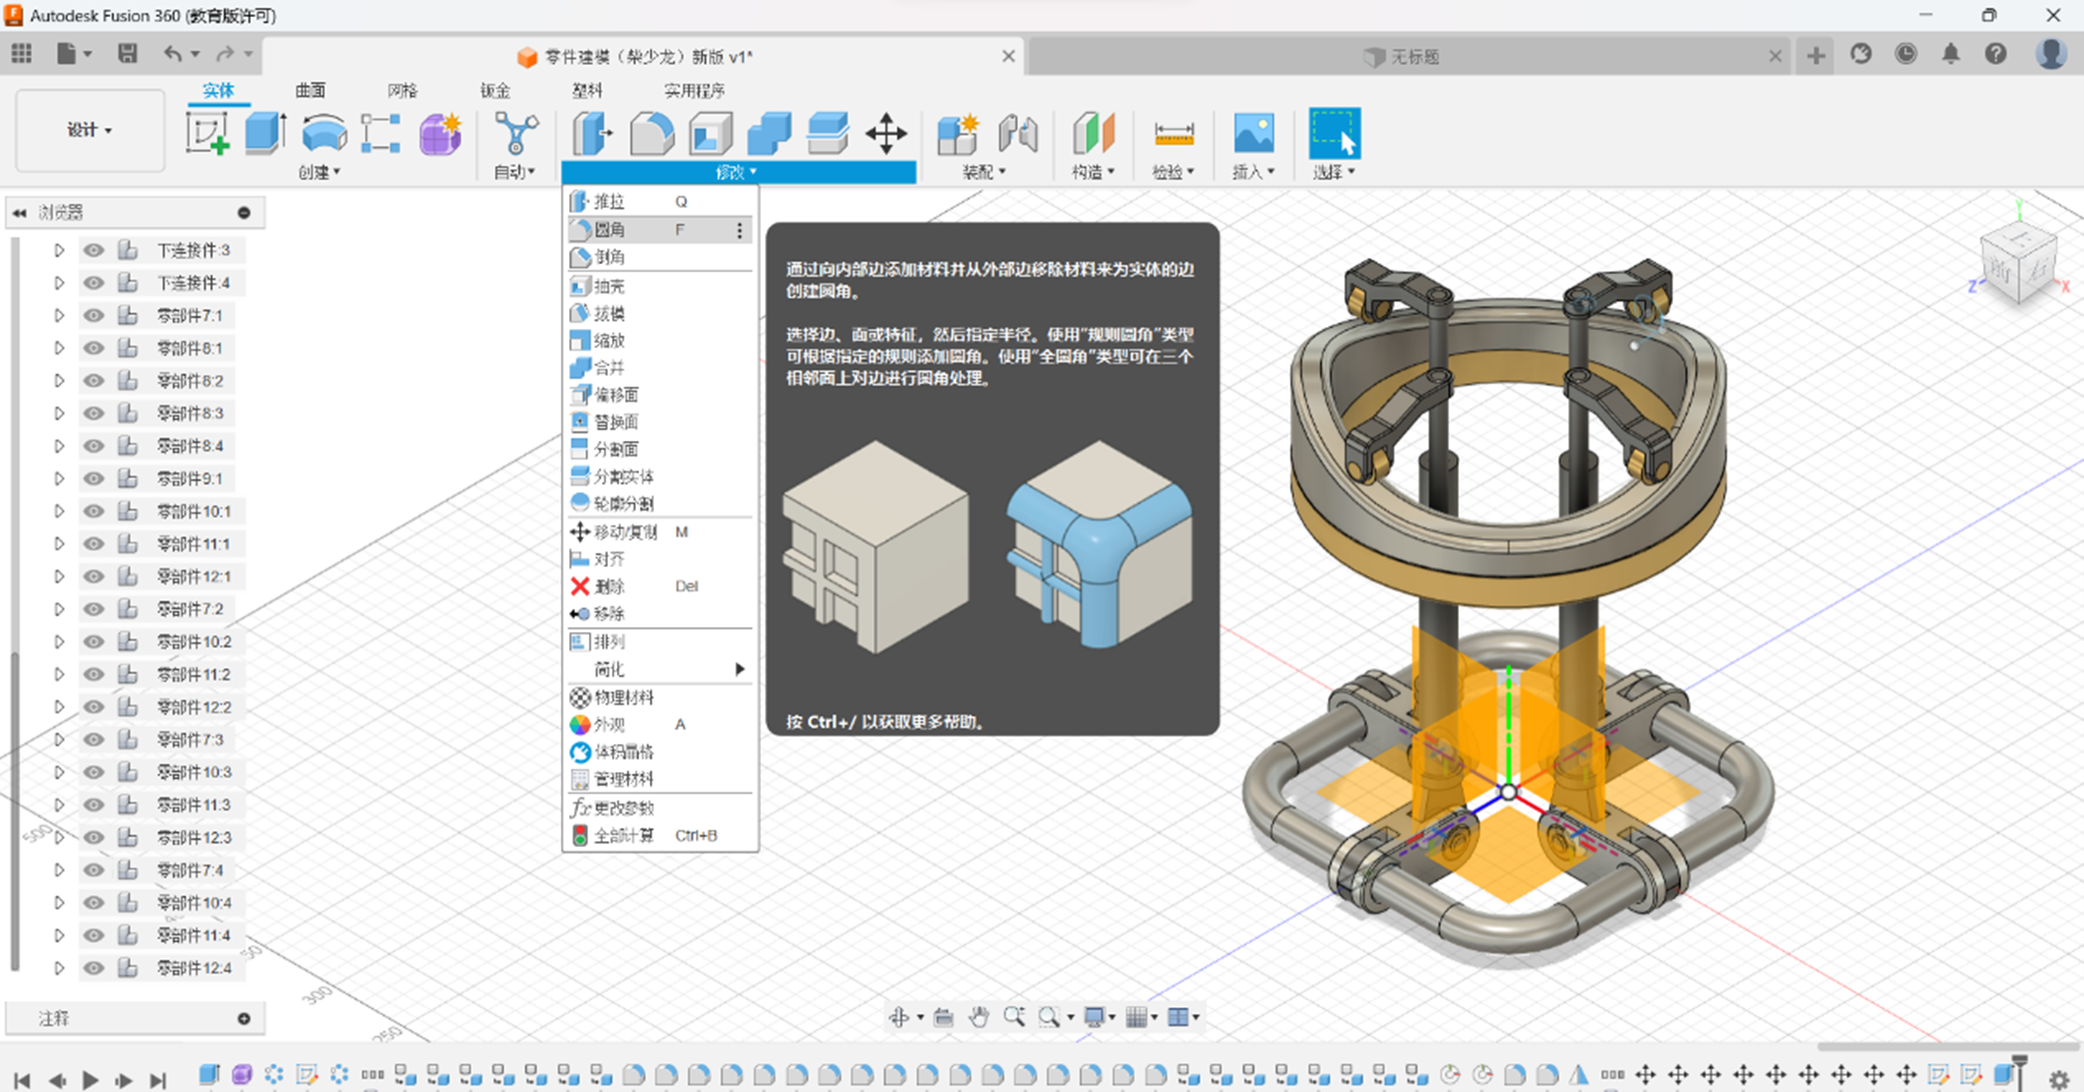 Autodesk Fusion 360 (教育版许可)
零件建模（柴少龙）新版 v1*
无标题
实体 曲面 网格 钣金 塑料 实用程序
设计
创建 自动 修改 装配 构造 检验 插入 选择
浏览器
下连接件:3
下连接件:4
零部件7:1
零部件8:1
零部件8:2
零部件8:3
零部件8:4
零部件9:1
零部件10:1
零部件11:1
零部件12:1
零部件7:2
零部件10:2
零部件11:2
零部件12:2
零部件7:3
零部件10:3
零部件11:3
零部件12:3
零部件7:4
零部件10:4
零部件11:4
零部件12:4
注释
推拉 Q
圆角 F
倒角
抽壳
拔模
缩放
合并
偏移面
替换面
分割面
分割实体
轮廓分割
移动/复制 M
对齐
删除 Del
移除
排列
简化
物理材料
外观 A
体积晶格
管理材料
fx 更改参数
全部计算 Ctrl+B
通过向内部边添加材料并从外部边移除材料来为实体的边
创建圆角。
选择边、面或特征，然后指定半径。使用“规则圆角”类型
可根据指定的规则添加圆角。使用“全圆角”类型可在三个
相邻面上对边进行圆角处理。
按 Ctrl+/ 以获取更多帮助。
上
前
右
Y
Z
X
500
300
250